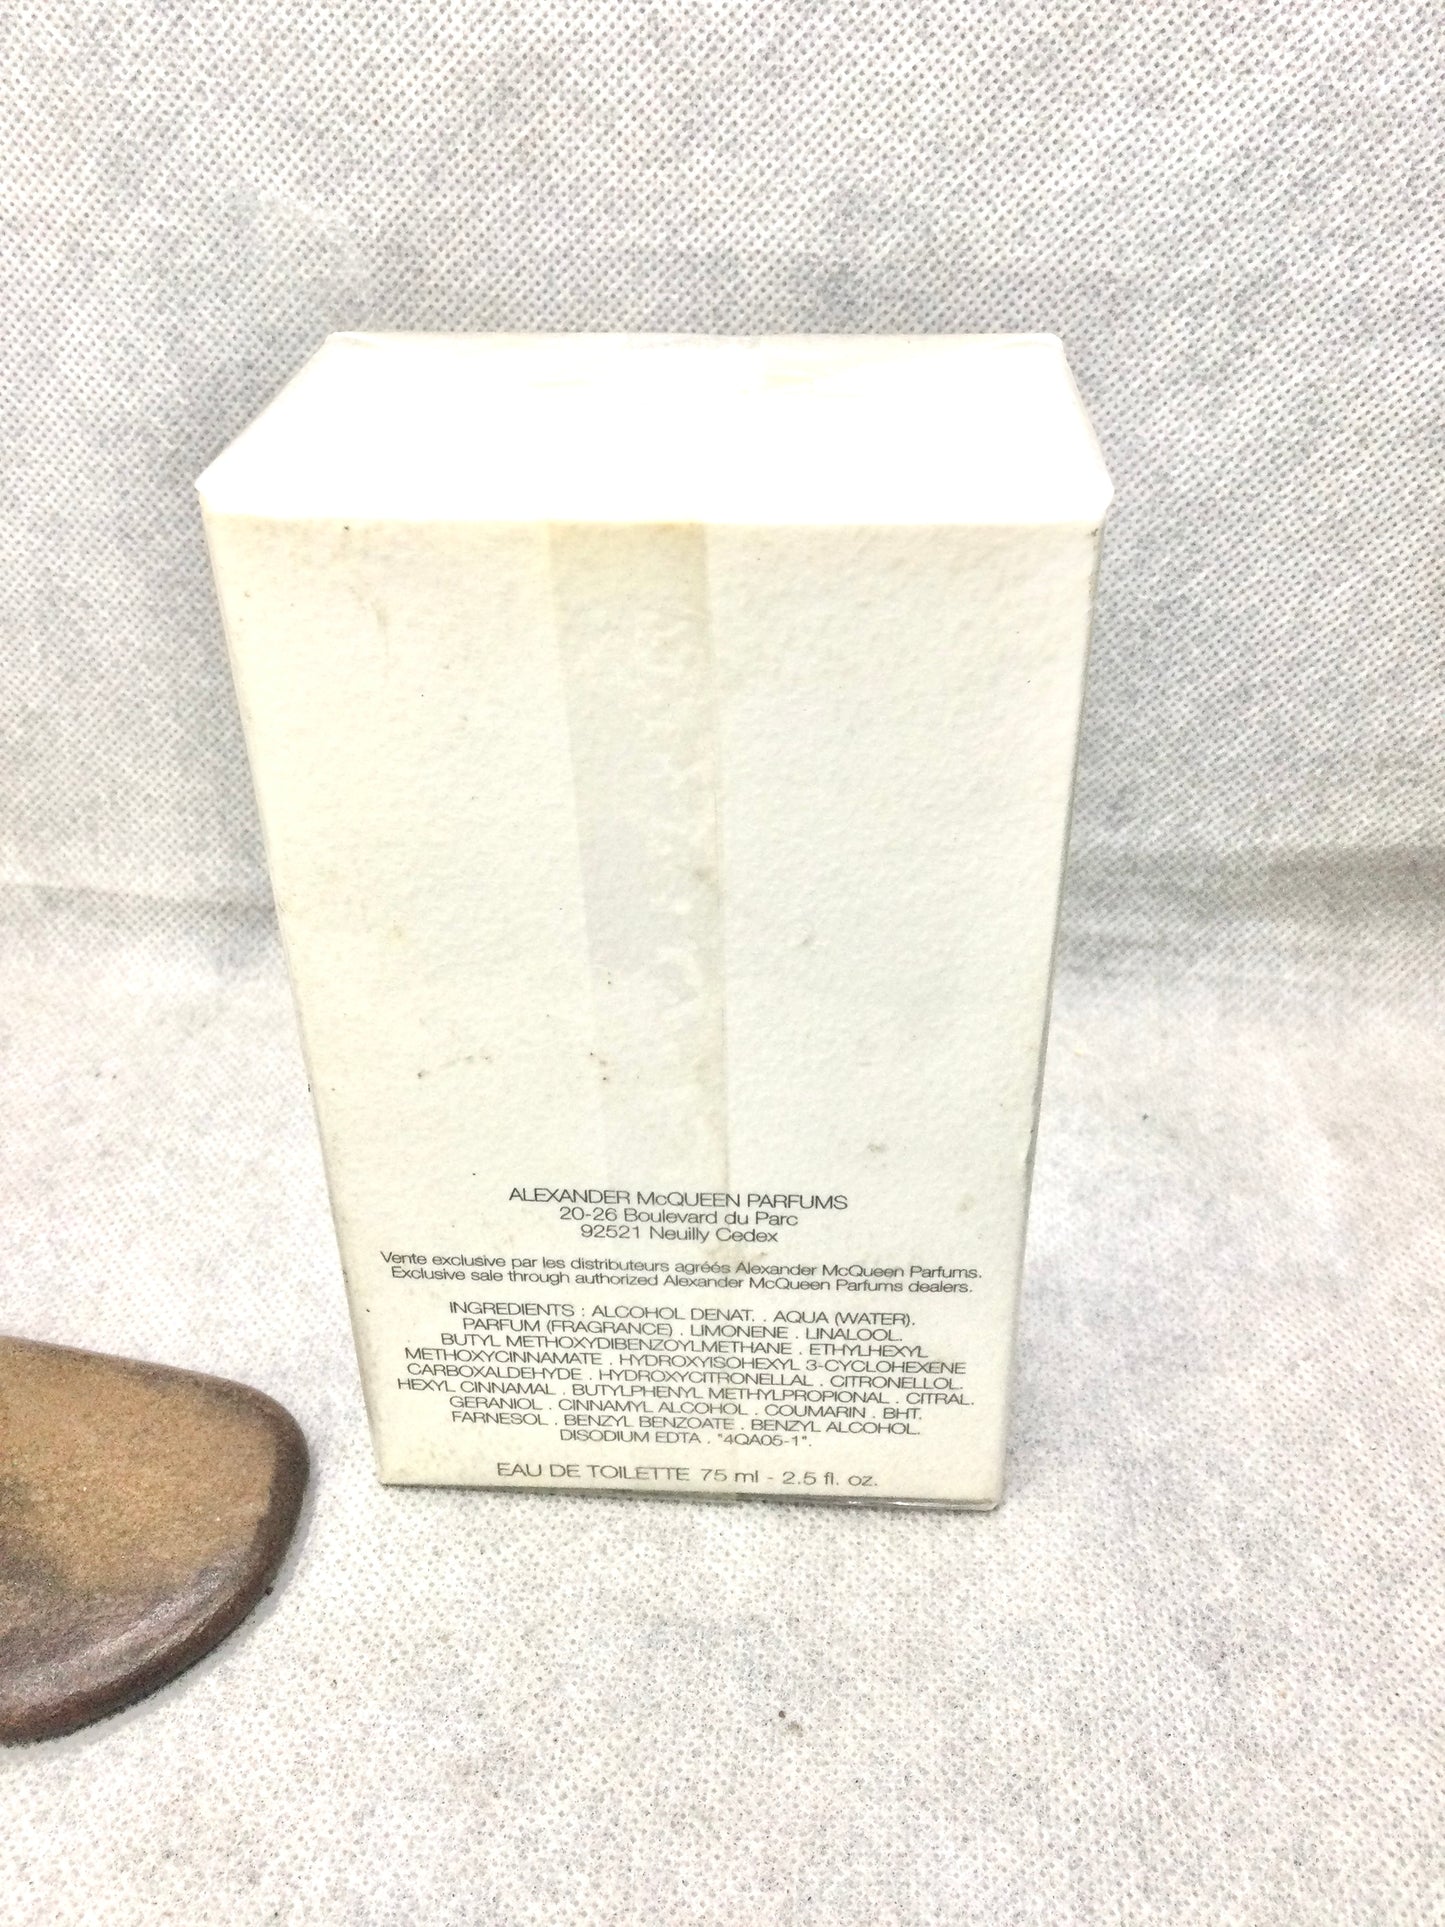 ALEXANDER McQUEEN PARFUMS
20-26 Boulevard du Parc
92521 Neuilly Cedex
Vente exclusive par les distributeurs agréés Alexander McQueen Parfums.
Exclusive sale through authorized Alexander McQueen Parfums dealers.
INGREDIENTS : ALCOHOL DENAT. . AQUA (WATER).
PARFUM (FRAGRANCE) . LIMONENE . LINALOOL.
BUTYL METHOXYDIBENZOYLMETHANE . ETHYLHEXYL
METHOXYCINNAMATE . HYDROXYISOHEXYL 3-CYCLOHEXENE
CARBOXALDEHYDE . HYDROXYCITRONELLAL . CITRONELLOL.
HEXYL CINNAMAL . BUTYLPHENYL METHYLPROPIONAL . CITRAL.
GERANIOL . CINNAMYL ALCOHOL . COUMARIN . BHT.
FARNESOL . BENZYL BENZOATE . BENZYL ALCOHOL.
DISODIUM EDTA . "4QA05-1".
EAU DE TOILETTE 75 ml - 2.5 fl. oz.